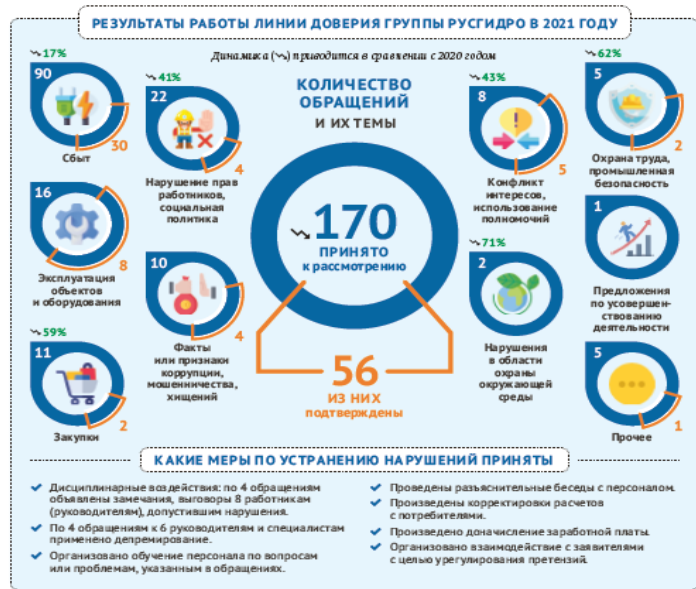 РЕЗУЛЬТАТЫ РАБОТЫ ЛИНИИ ДОВЕРИЯ ГРУППЫ РУСГИДРО В 2021 ГОДУ
Динамика (↘) приводится в сравнении с 2020 годом
КОЛИЧЕСТВО
ОБРАЩЕНИЙ
И ИХ ТЕМЫ
17%
90
30
Сбыт
41%
22
4
Нарушение прав
работников,
социальная
политика
16
8
Эксплуатация
объектов
и оборудования
10
4
Факты
или признаки
коррупции,
мошенничества,
хищений
59%
11
2
Закупки
170
ПРИНЯТО
к рассмотрению
56
ИЗ НИХ
подтверждены
43%
8
5
Конфликт
интересов,
использование
полномочий
62%
5
2
Охрана труда,
промышленная
безопасность
71%
2
Нарушения
в области
охраны
окружающей
среды
1
Предложения
по усовершен-
ствованию
деятельности
5
1
Прочее
КАКИЕ МЕРЫ ПО УСТРАНЕНИЮ НАРУШЕНИЙ ПРИНЯТЫ
Дисциплинарные воздействия: по 4 обращениям
объявлены замечания, выговоры 8 работникам
(руководителям), допустившим нарушения.
По 4 обращениям к 6 руководителям и специалистам
применено депремирование.
Организовано обучение персонала по вопросам
или проблемам, указанным в обращениях.
Проведены разъяснительные беседы с персоналом.
Произведены корректировки расчетов
с потребителями.
Произведено доначисление заработной платы.
Организовано взаимодействие с заявителями
с целью урегулирования претензий.